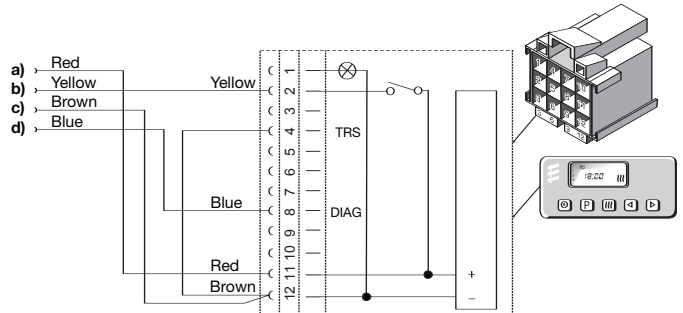 a) Red
b) Yellow
c) Brown
d) Blue
Yellow
Blue
Red
Brown
1
2
3
4
5
6
7
8
9
10
11
12
TRS
DIAG
+
–
18:00
P